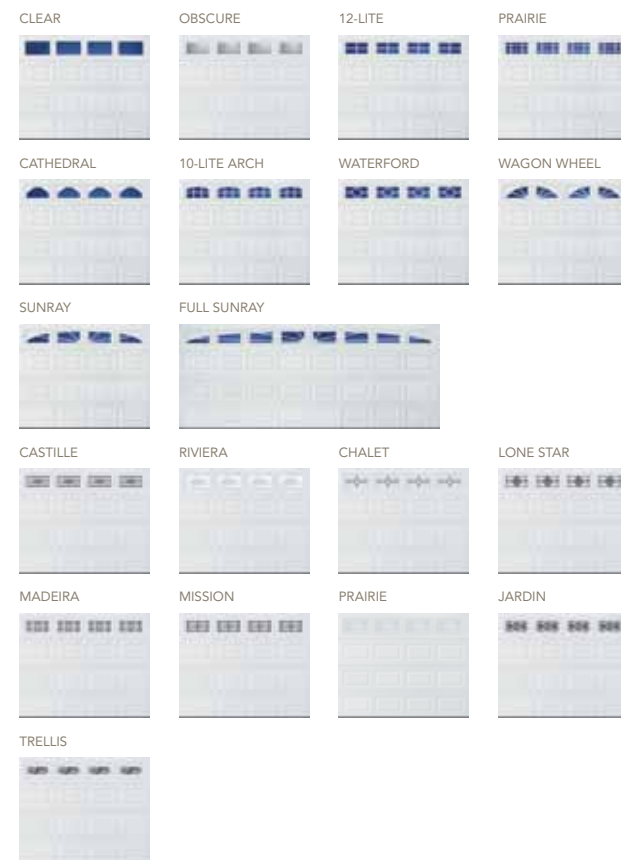 CLEAR
OBSCURE
12-LITE
PRAIRIE
CATHEDRAL
10-LITE ARCH
WATERFORD
WAGON WHEEL
SUNRAY
FULL SUNRAY
CASTILLE
RIVIERA
CHALET
LONE STAR
MADEIRA
MISSION
PRAIRIE
JARDIN
TRELLIS